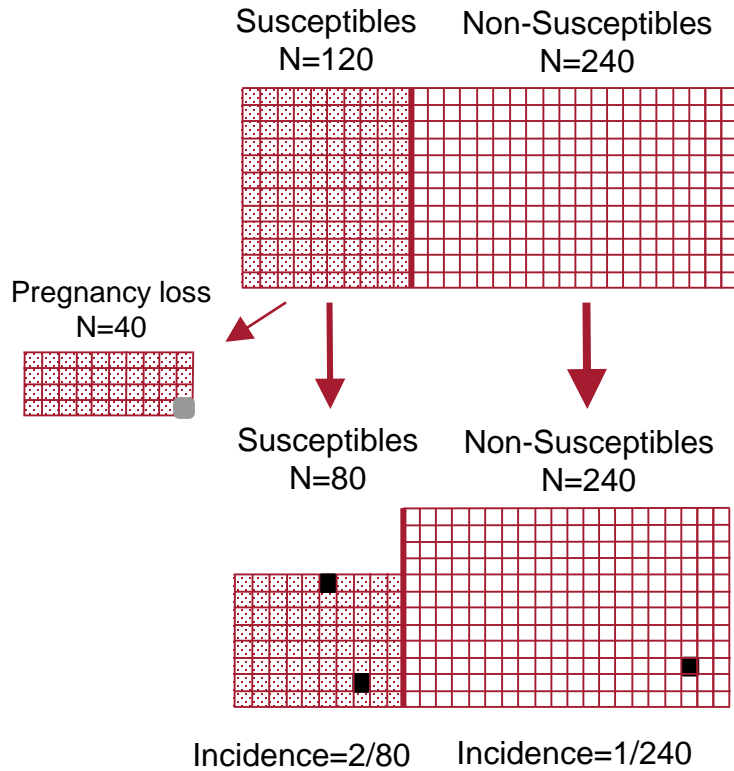 Susceptibles
N=120
Non-Susceptibles
N=240
Pregnancy loss
N=40
Susceptibles
N=80
Non-Susceptibles
N=240
Incidence=2/80
Incidence=1/240